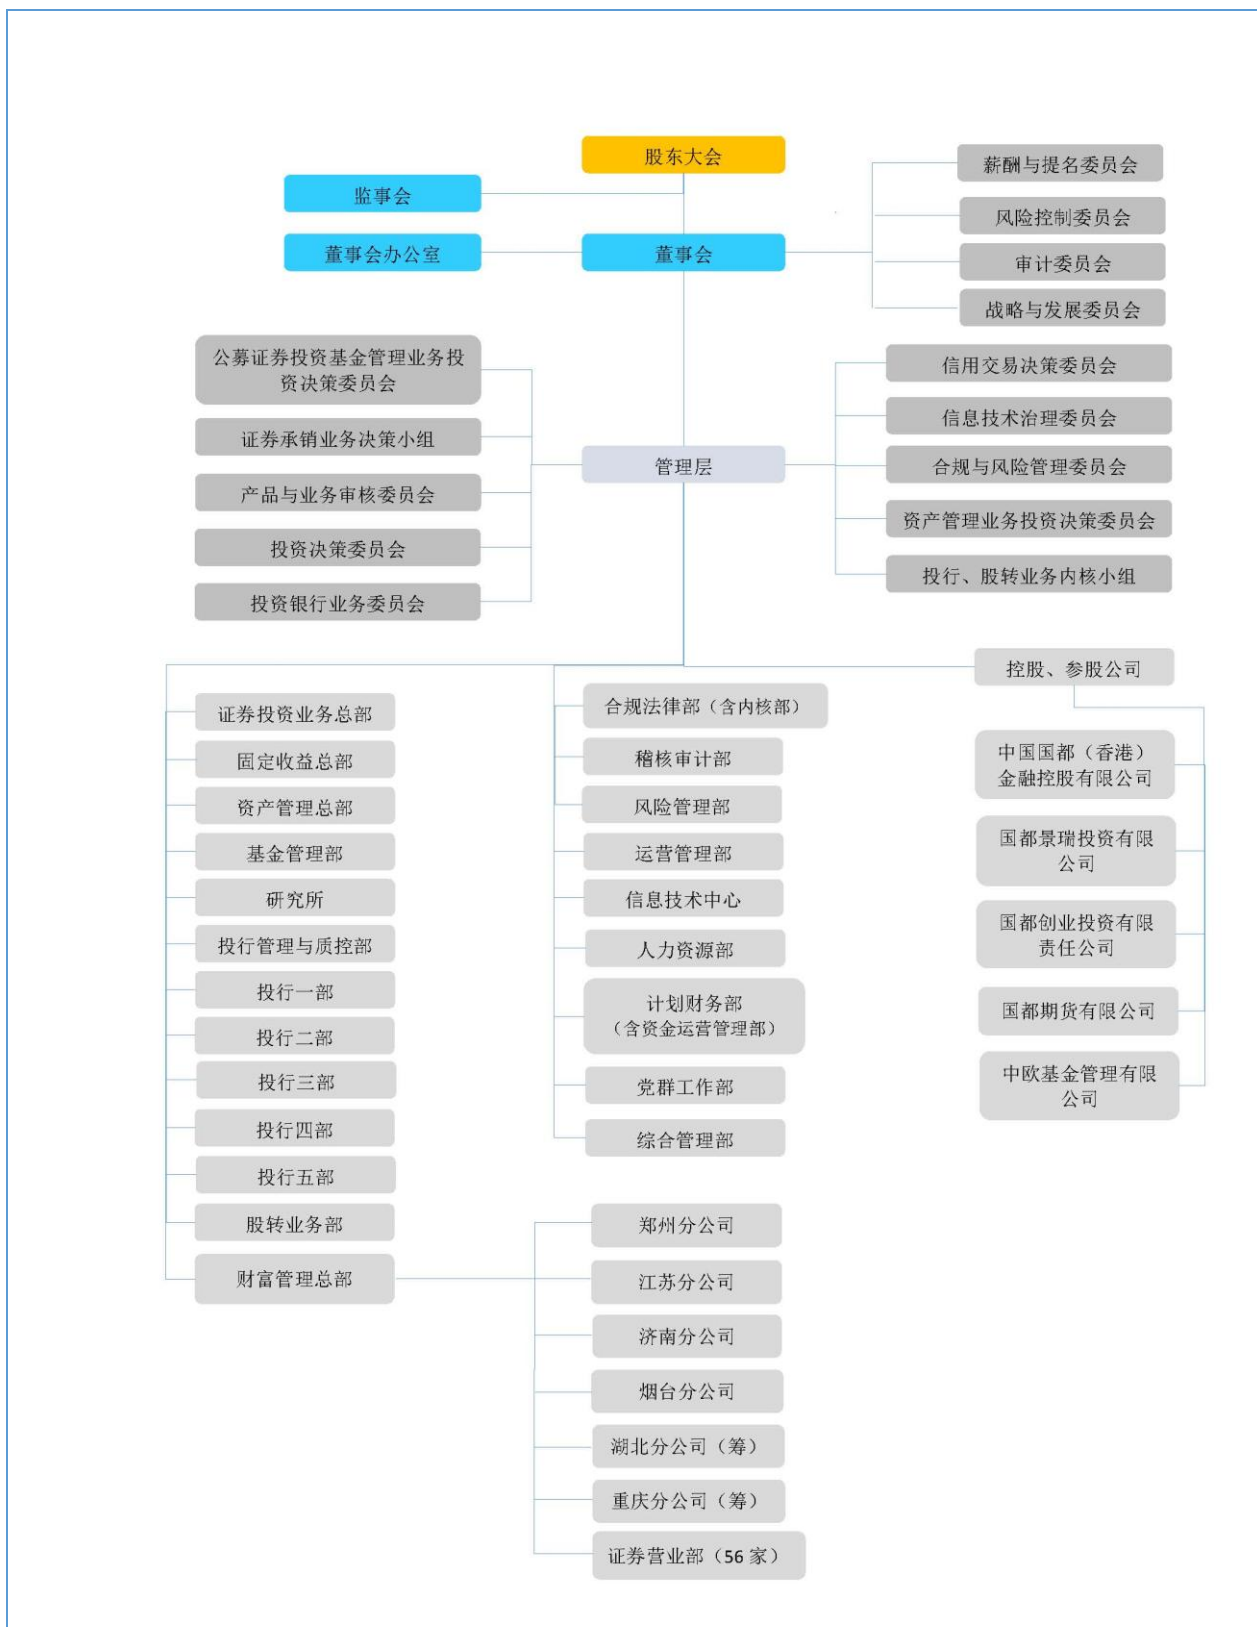 股东大会
监事会
董事会办公室
董事会
薪酬与提名委员会
风险控制委员会
审计委员会
战略与发展委员会
公募证券投资基金管理业务投
资决策委员会
证券承销业务决策小组
产品与业务审核委员会
投资决策委员会
投资银行业务委员会
管理层
信用交易决策委员会
信息技术治理委员会
合规与风险管理委员会
资产管理业务投资决策委员会
投行、股转业务内核小组
证券投资业务总部
固定收益总部
资产管理总部
基金管理部
研究所
投行管理与质控部
投行一部
投行二部
投行三部
投行四部
投行五部
股转业务部
财富管理总部
合规法律部（含内核部）
稽核审计部
风险管理部
运营管理部
信息技术中心
人力资源部
计划财务部
（含资金运营管理部）
党群工作部
综合管理部
控股、参股公司
中国国都（香港）
金融控股有限公司
国都景瑞投资有限
公司
国都创业投资有限
责任公司
国都期货有限公司
中欧基金管理有限
公司
郑州分公司
江苏分公司
济南分公司
烟台分公司
湖北分公司（筹）
重庆分公司（筹）
证券营业部（56 家）